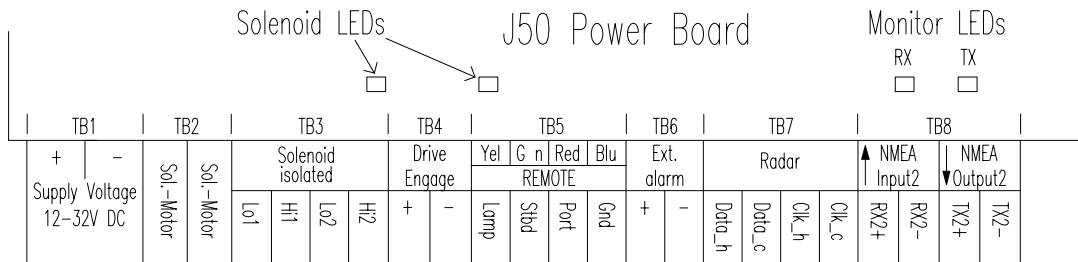 Solenoid LEDs J50 Power Board Monitor LEDs
RX TX
TB1 TB2 TB3 TB4 TB5 TB6 TB7 TB8
+ - Supply Voltage 12-32V DC
Sol.-Motor Sol.-Motor
Solenoid isolated
Lo1 Hi1 Lo2 Hi2
Drive Engage
+ -
Yel G n Red Blu
REMOTE
Lamp Stbd Port Gnd
Ext. alarm
+ -
Radar
Data_h Data_c Clk_h Clk_c
NMEA Input2
RX2+ RX2-
NMEA Output2
TX2+ TX2-